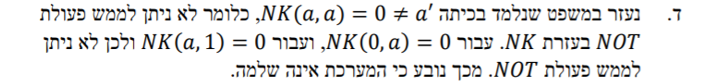 ד. נעזר במשפט שנלמד בכיתה NK(a, a) = 0 ≠ a′, כלומר לא ניתן לממש פעולת
NOT בעזרת NK. עבור NK(0, a) = 0, ועבור NK(a, 1) = 0 ולכן לא ניתן
לממש פעולת NOT. מכך נובע כי המערכת אינה שלמה.